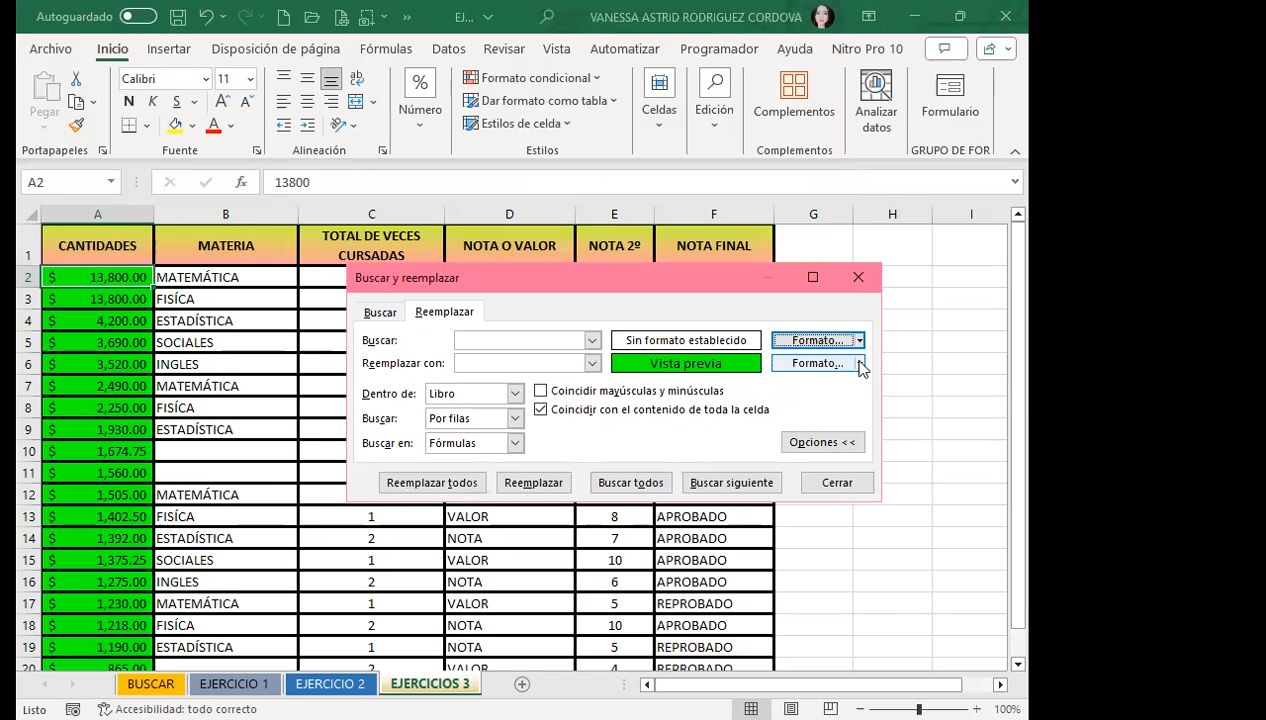 Autoguardado
EJ...
VANESSA ASTRID RODRIGUEZ CORDOVA
Archivo Inicio Insertar Disposición de página Fórmulas Datos Revisar Vista Automatizar Programador Ayuda Nitro Pro 10
Pegar
Portapapeles
Calibri 11
N K S
Fuente
Alineación
%
Número
Formato condicional
Dar formato como tabla
Estilos de celda
Estilos
Celdas
Edición
Complementos
Complementos
Analizar
datos
Formulario
GRUPO DE FOR
A2 fx 13800
A B C D E F G H I
1 CANTIDADES MATERIA TOTAL DE VECES CURSADAS NOTA O VALOR NOTA 2º NOTA FINAL
2 $ 13,800.00 MATEMÁTICA
3 $ 13,800.00 FISÍCA
4 $ 4,200.00 ESTADÍSTICA
5 $ 3,690.00 SOCIALES
6 $ 3,520.00 INGLES
7 $ 2,490.00 MATEMÁTICA
8 $ 2,250.00 FISÍCA
9 $ 1,930.00 ESTADÍSTICA
10 $ 1,674.75
11 $ 1,560.00
12 $ 1,505.00 MATEMÁTICA
13 $ 1,402.50 FISÍCA 1 VALOR 8 APROBADO
14 $ 1,392.00 ESTADÍSTICA 2 NOTA 7 APROBADO
15 $ 1,375.25 SOCIALES 1 VALOR 10 APROBADO
16 $ 1,275.00 INGLES 2 NOTA 6 APROBADO
17 $ 1,230.00 MATEMÁTICA 1 VALOR 5 REPROBADO
18 $ 1,218.00 FISÍCA 2 NOTA 10 APROBADO
19 $ 1,190.00 ESTADÍSTICA 1 NOTA 5 REPROBADO
20 $ 865.00 2 VALOR 4 REPROBADO
Buscar y reemplazar
Buscar Reemplazar
Buscar: Sin formato establecido Formato...
Reemplazar con: Vista previa Formato...
Dentro de: Libro Coincidir mayúsculas y minúsculas
Buscar: Por filas Coincidir con el contenido de toda la celda
Buscar en: Fórmulas Opciones <<
Reemplazar todos Reemplazar Buscar todos Buscar siguiente Cerrar
BUSCAR EJERCICIO 1 EJERCICIO 2 EJERCICIOS 3
Listo Accesibilidad: todo correcto 100%